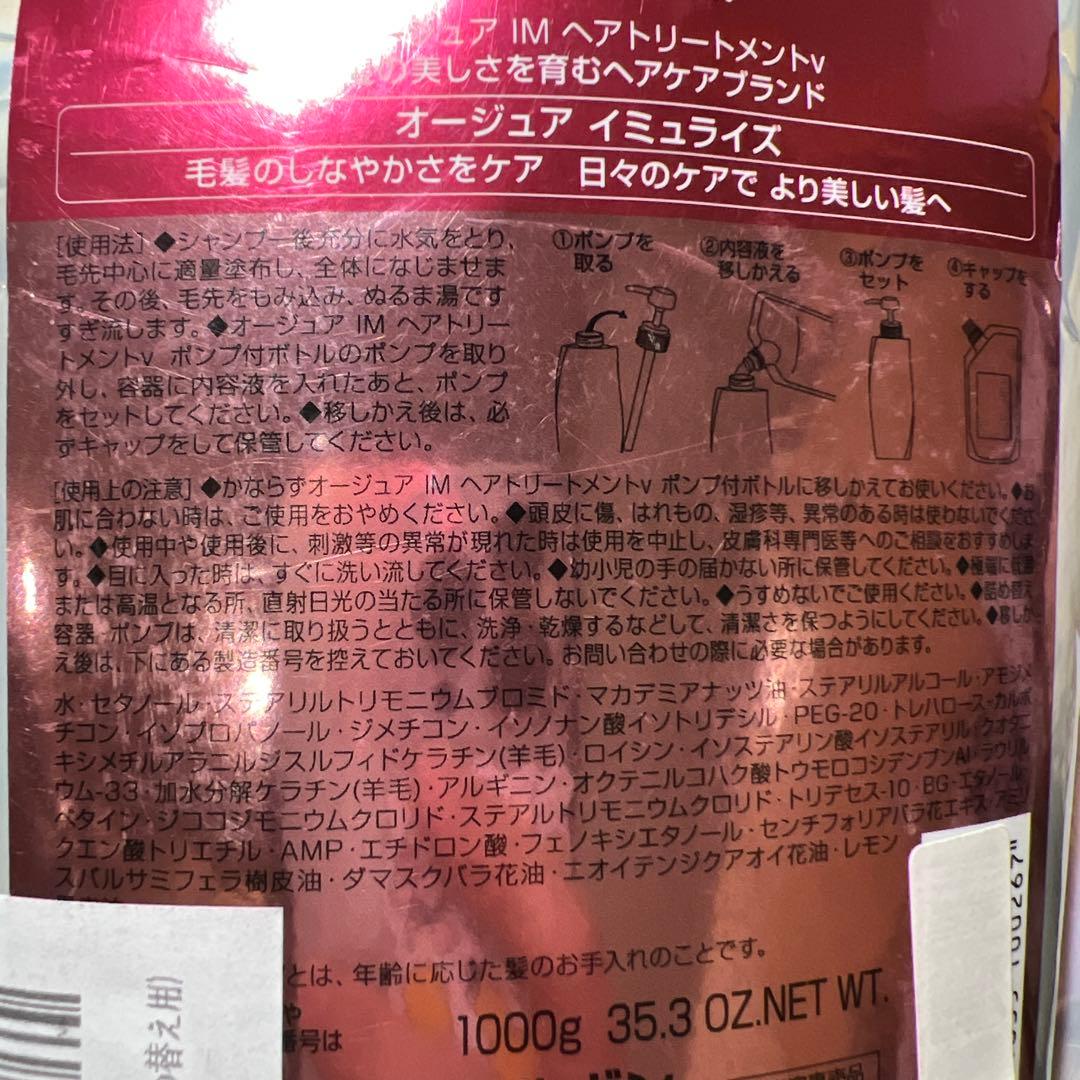 ュア IM ヘアトリートメントv
の美しさを育むヘアケアブランド
オージュア イミュライズ
毛髪のしなやかさをケア 日々のケアで より美しい髪へ
[使用法]◆シャンプー後充分に水気をとり、
毛先中心に適量塗布し、全体になじませま
す。その後、毛先をもみ込み、ぬるま湯です
すぎ流します。◆オージュア IM ヘアトリー
トメントv ポンプ付ボトルのポンプを取り
外し、容器に内容液を入れたあと、ポンプ
をセットしてください。◆移しかえ後は、必
ずキャップをして保管してください。
①ポンプを
取る
②内容液を
移しかえる
③ポンプを
セット
④キャップを
する
[使用上の注意]◆かならずオージュア IM ヘアトリートメントv ポンプ付ボトルに移しかえてお使いください。◆お
肌に合わない時は、ご使用をおやめください。◆頭皮に傷、はれもの、湿疹等、異常のある時は使わないでくださ
い。◆使用中や使用後に、刺激等の異常が現れた時は使用を中止し、皮膚科専門医等へのご相談をおすすめしま
す。◆目に入った時は、すぐに洗い流してください。◆幼小児の手の届かない所に保管してください。◆極端に低温
または高温となる所、直射日光の当たる所に保管しないでください。◆うすめないでご使用ください。◆詰め替え
容器 ポンプは、清潔に取り扱うとともに、洗浄・乾燥するなどして、清潔さを保つようにしてください。◆移しか
え後は、下にある製造番号を控えておいてください。お問い合わせの際に必要な場合があります。
水・セタノール・ステアリルトリモニウムブロミド・マカデミアナッツ油・ステアリルアルコール・アモジメ
チコン・イソプロパノール・ジメチコン・イソノナン酸イソトリデシル・PEG-20・トレハロース・カルボ
キシメチルアラニルジスルフィドケラチン(羊毛)・ロイシン・イソステアリン酸イソステアリル・クオタニ
ウム-33・加水分解ケラチン(羊毛)・アルギニン・オクテニルコハク酸トウモロコシデンプンAl・ラウリル
ベタイン・ジココジモニウムクロリド・ステアルトリモニウムクロリド・トリデセス-10・BG・エタノール・
クエン酸トリエチル・AMP・エチドロン酸・フェノキシエタノール・センチフォリアバラ花エキス・アミリ
スバルサミフェラ樹皮油・ダマスクバラ花油・ニオイテンジクアオイ花油・レモン
とは、年齢に応じた髪のお手入れのことです。
や
番号は
1000g 35.3 OZ.NET WT.
替え用)
100267"